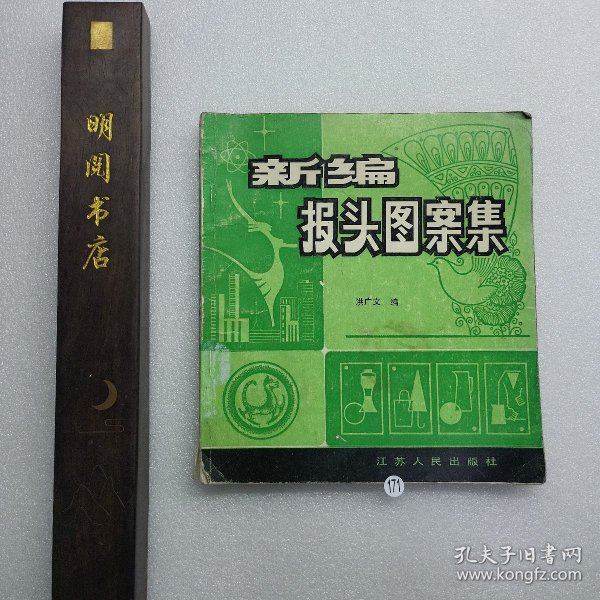 明阅书店
新编
报头图案集
洪广文 编
江苏人民出版社
171
孔夫子旧书网
www.kongfz.com